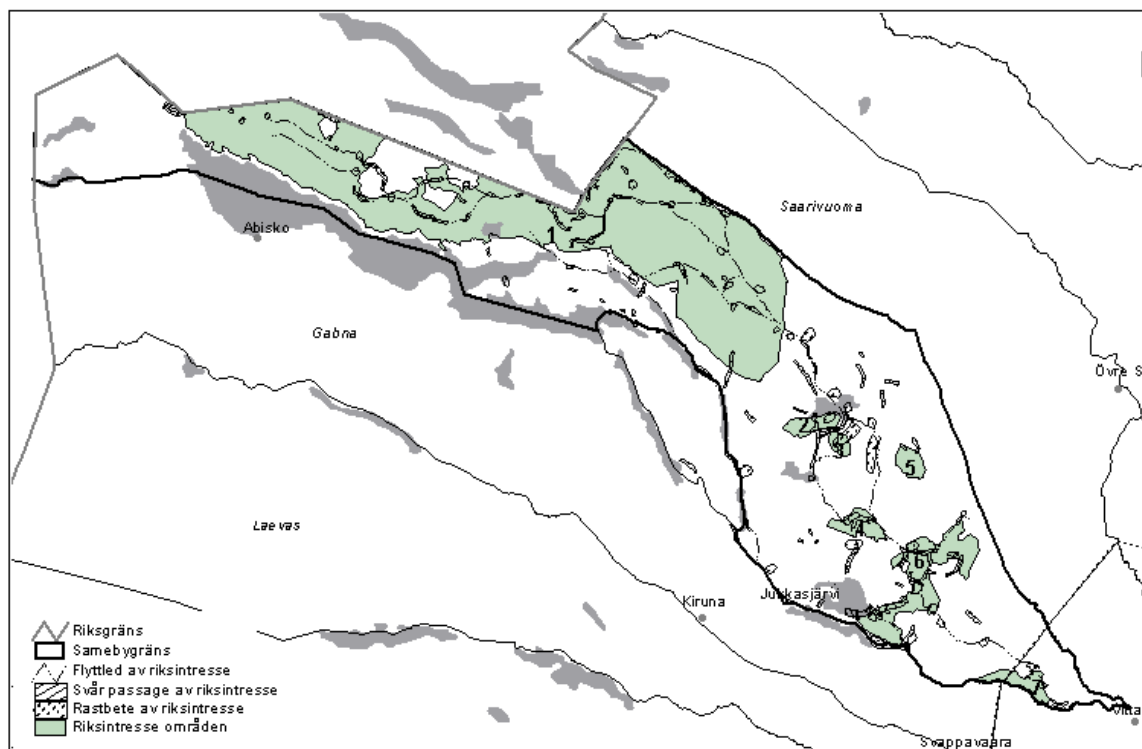 Saarivuoma
1
Abisko
Gabna
Övre S
2
3
5
Laevas
4
6
Jukkasjärvi
Kiruna
Riksgräns
Samebygräns
Flyttled av riksintresse
Svår passage av riksintresse
Rastbete av riksintresse
Riksintresse områden
Vitta
Svappavaara